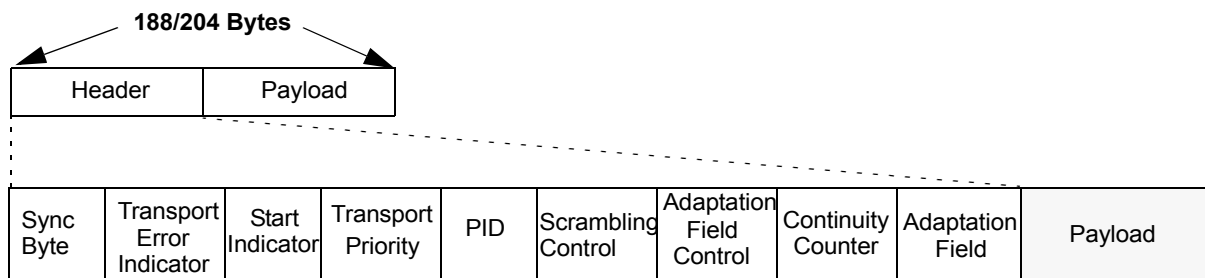 188/204 Bytes
Header
Payload
Sync
Byte
Transport
Error
Indicator
Start
Indicator
Transport
Priority
PID
Scrambling
Control
Adaptation
Field
Control
Continuity
Counter
Adaptation
Field
Payload